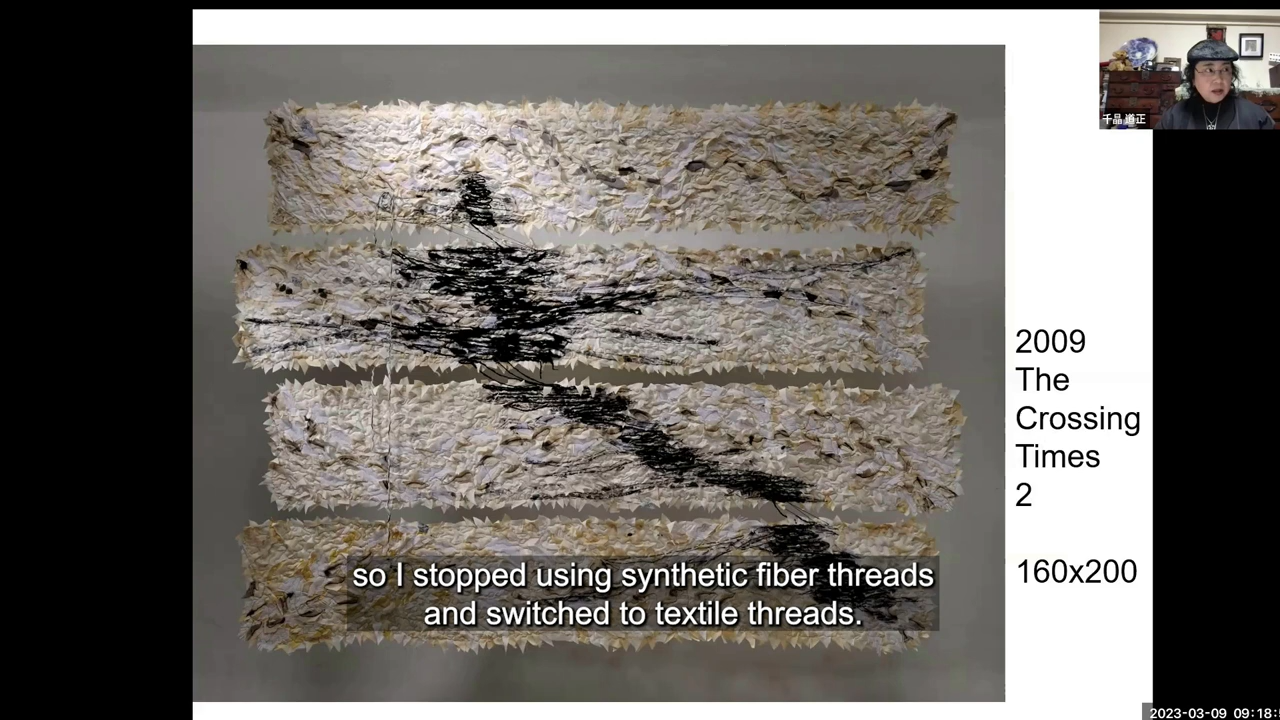 千品 道正
2009
The
Crossing
Times
2
160x200
so I stopped using synthetic fiber threads
and switched to textile threads.
2023-03-09 09:18: